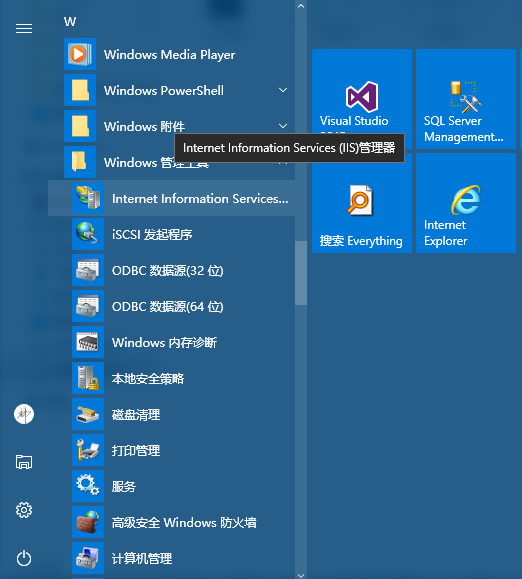 W
Windows Media Player
Windows PowerShell
Windows 附件
Internet Information Services (IIS)管理器
Windows 管理工具
Internet Information Services...
iSCSI 发起程序
ODBC 数据源(32 位)
ODBC 数据源(64 位)
Windows 内存诊断
本地安全策略
磁盘清理
打印管理
服务
高级安全 Windows 防火墙
计算机管理
Visual Studio
SQL Server
Management...
搜索 Everything
Internet
Explorer